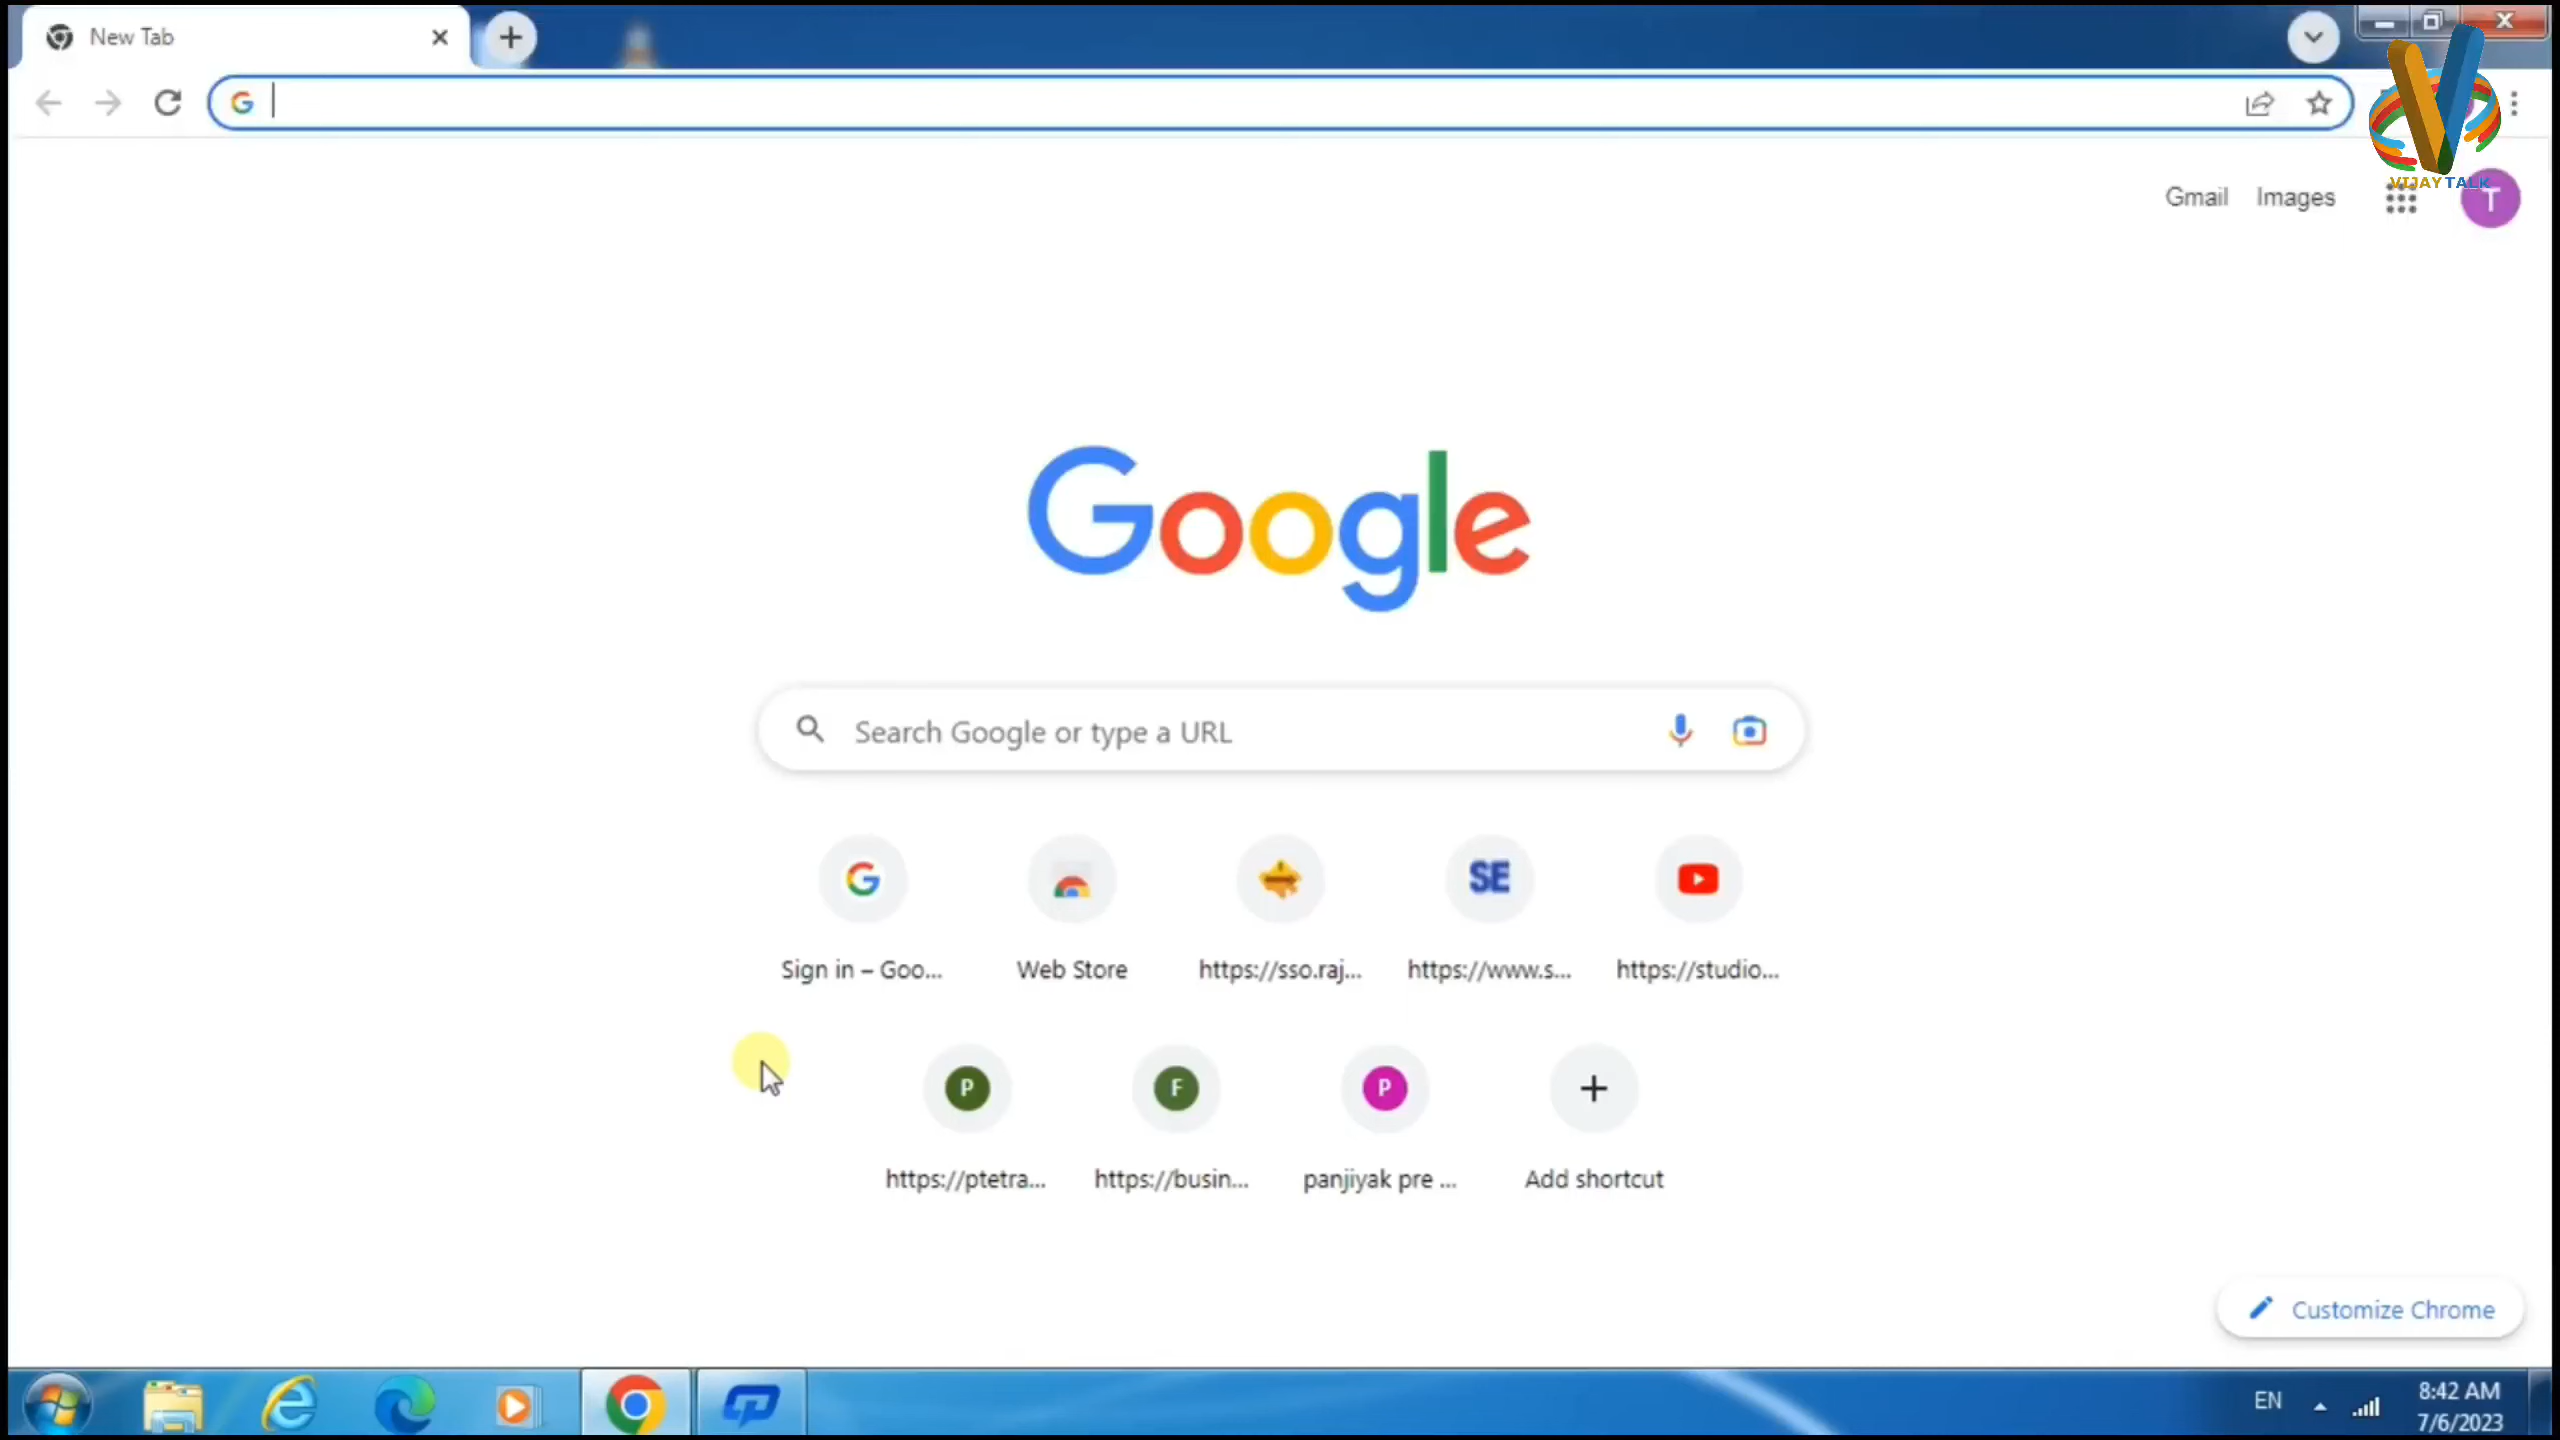 New Tab
VIJAYTALK
Gmail Images
T
Google
Search Google or type a URL
SE
Sign in – Goo...
Web Store
https://sso.raj...
https://www.s...
https://studio...
P
F
P
https://ptetra...
https://busin...
panjiyak pre ...
Add shortcut
Customize Chrome
EN
8:42 AM
7/6/2023